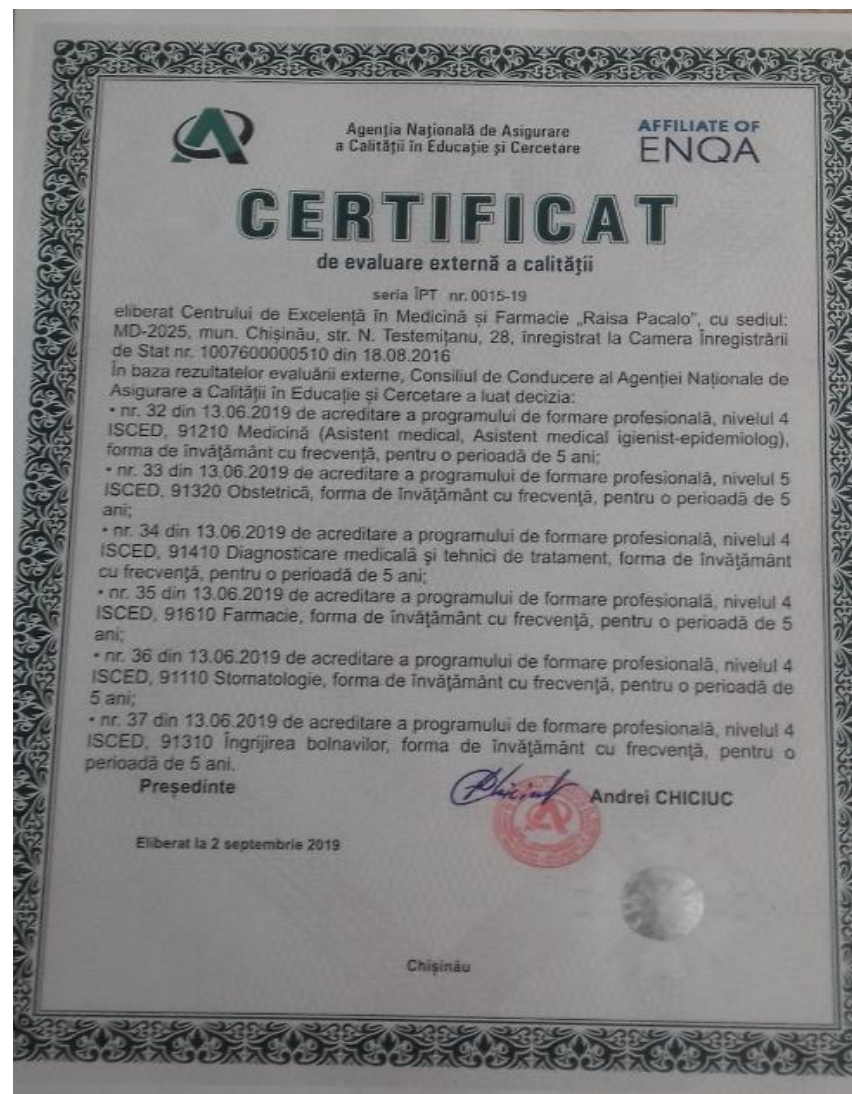 Agenția Națională de Asigurare
a Calității în Educație și Cercetare
AFFILIATE OF
ENQA
CERTIFICAT
de evaluare externă a calității
seria ÎPT nr. 0015-19
eliberat Centrului de Excelență în Medicină și Farmacie „Raisa Pacalo”, cu sediul:
MD-2025, mun. Chișinău, str. N. Testemițanu, 28, înregistrat la Camera Înregistrării
de Stat nr. 1007600000510 din 18.08.2016
În baza rezultatelor evaluării externe, Consiliul de Conducere al Agenției Naționale de
Asigurare a Calității în Educație și Cercetare a luat decizia:
• nr. 32 din 13.06.2019 de acreditare a programului de formare profesională, nivelul 4
ISCED, 91210 Medicină (Asistent medical, Asistent medical igienist-epidemiolog),
forma de învățământ cu frecvență, pentru o perioadă de 5 ani;
• nr. 33 din 13.06.2019 de acreditare a programului de formare profesională, nivelul 5
ISCED, 91320 Obstetrică, forma de învățământ cu frecvență, pentru o perioadă de 5
ani;
• nr. 34 din 13.06.2019 de acreditare a programului de formare profesională, nivelul 4
ISCED, 91410 Diagnosticare medicală și tehnici de tratament, forma de învățământ
cu frecvență, pentru o perioadă de 5 ani;
• nr. 35 din 13.06.2019 de acreditare a programului de formare profesională, nivelul 4
ISCED, 91610 Farmacie, forma de învățământ cu frecvență, pentru o perioadă de 5
ani;
• nr. 36 din 13.06.2019 de acreditare a programului de formare profesională, nivelul 4
ISCED, 91110 Stomatologie, forma de învățământ cu frecvență, pentru o perioadă de
5 ani;
• nr. 37 din 13.06.2019 de acreditare a programului de formare profesională, nivelul 4
ISCED, 91310 Îngrijirea bolnavilor, forma de învățământ cu frecvență, pentru o
perioadă de 5 ani.
Președinte
Andrei CHICIUC
Eliberat la 2 septembrie 2019
Chișinău